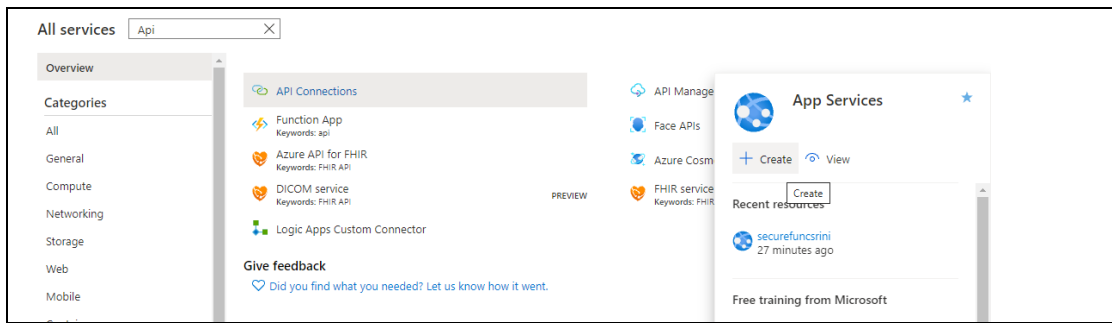 All services
Api
Overview
Categories
All
General
Compute
Networking
Storage
Web
Mobile
API Connections
Function App
Keywords: api
Azure API for FHIR
Keywords: FHIR API
DICOM service
Keywords: FHIR API
PREVIEW
Logic Apps Custom Connector
Give feedback
Did you find what you needed? Let us know how it went.
API Manage
Face APIs
Azure Cosm
FHIR service
Keywords: FHIR
App Services
Create
View
Create
Recent resources
securefuncsrini
27 minutes ago
Free training from Microsoft